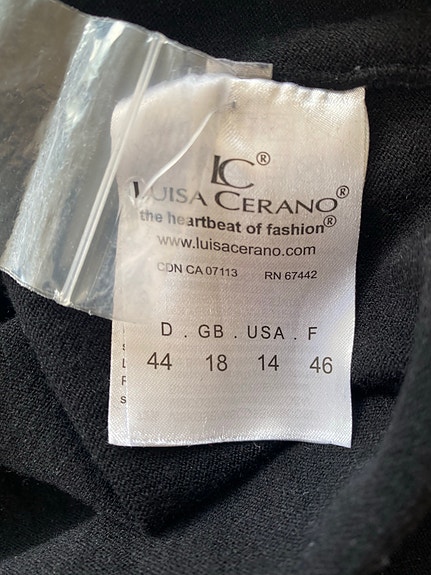 LC®
LUISA CERANO®
the heartbeat of fashion®
www.luisacerano.com
CDN CA 07113 RN 67442
D . GB . USA . F
44 18 14 46
S
L
F
S